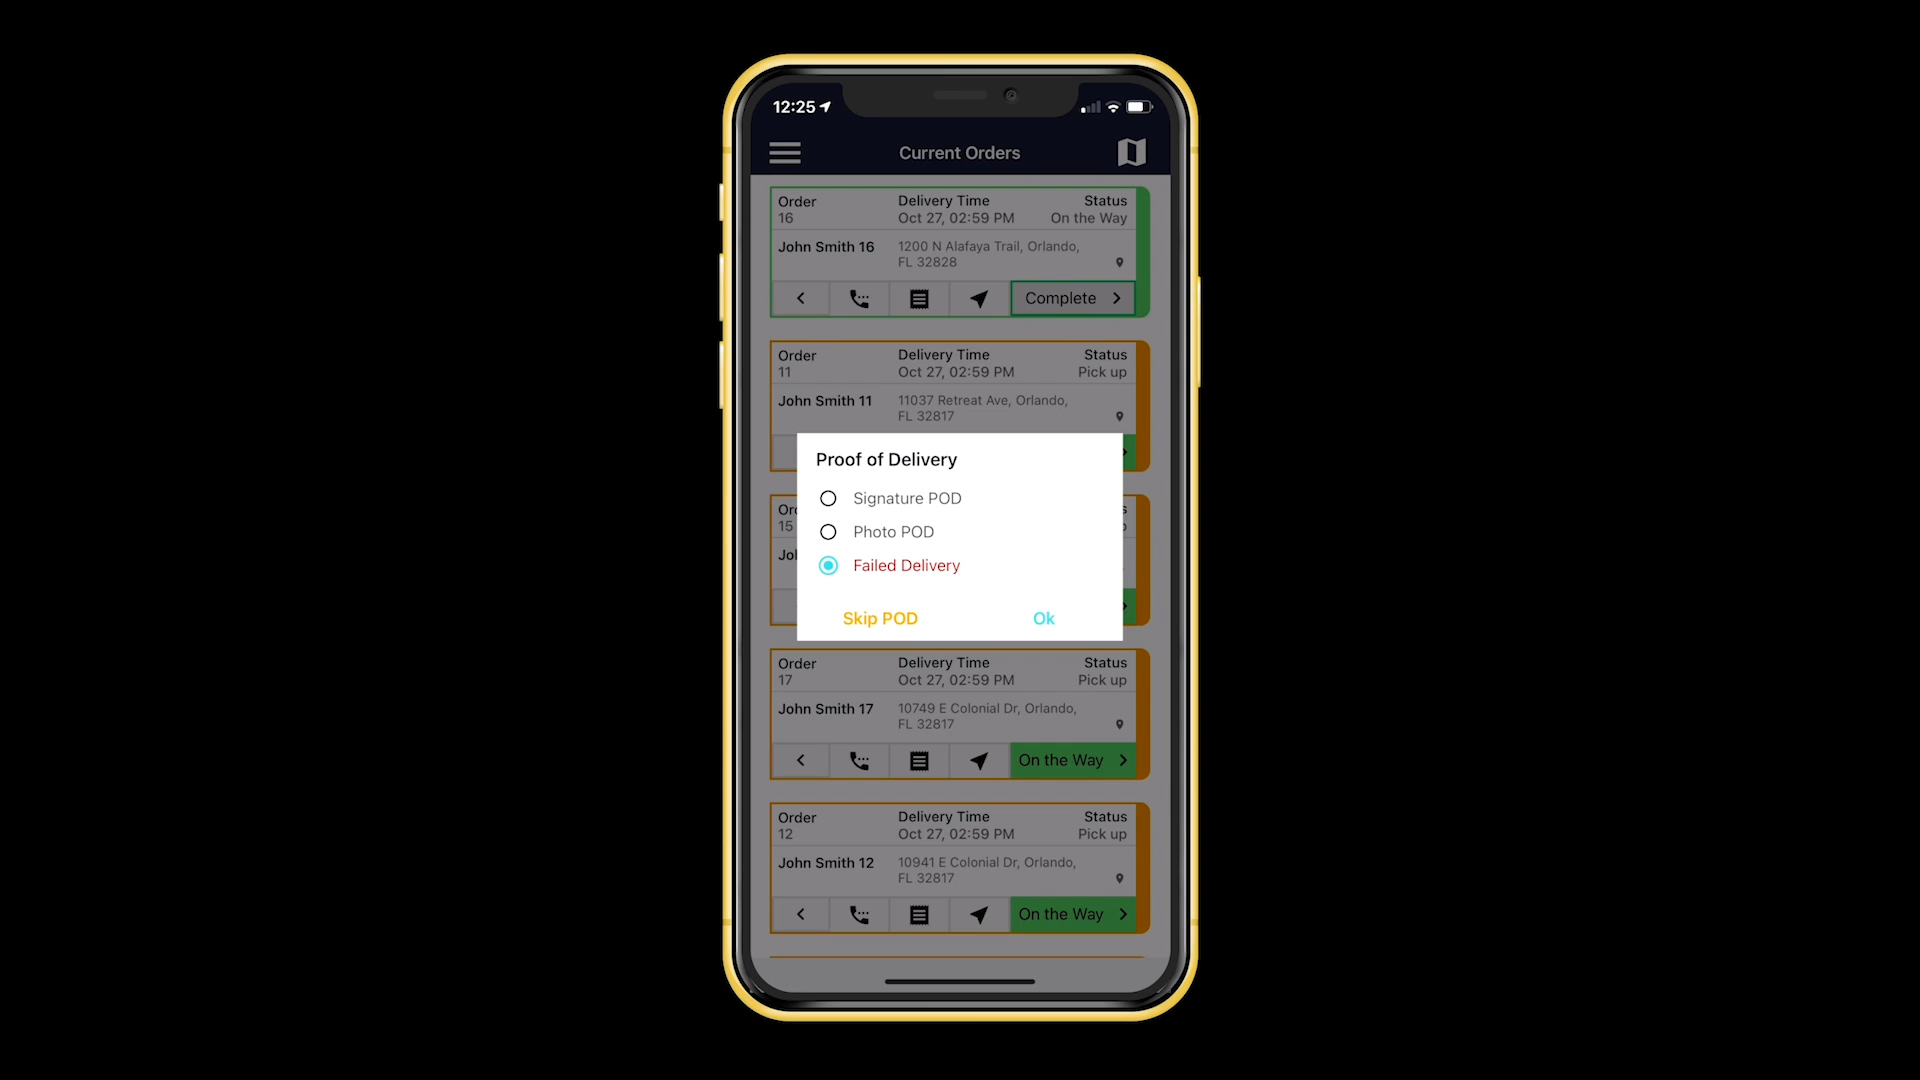 12:25
Current Orders
Order Delivery Time Status
16 Oct 27, 02:59 PM On the Way
John Smith 16 1200 N Alafaya Trail, Orlando,
FL 32828
Complete
Order Delivery Time Status
11 Oct 27, 02:59 PM Pick up
John Smith 11 11037 Retreat Ave, Orlando,
FL 32817
15
Proof of Delivery
Signature POD
Photo POD
Failed Delivery
Skip POD Ok
Order Delivery Time Status
17 Oct 27, 02:59 PM Pick up
John Smith 17 10749 E Colonial Dr, Orlando,
FL 32817
On the Way
Order Delivery Time Status
12 Oct 27, 02:59 PM Pick up
John Smith 12 10941 E Colonial Dr, Orlando,
FL 32817
On the Way